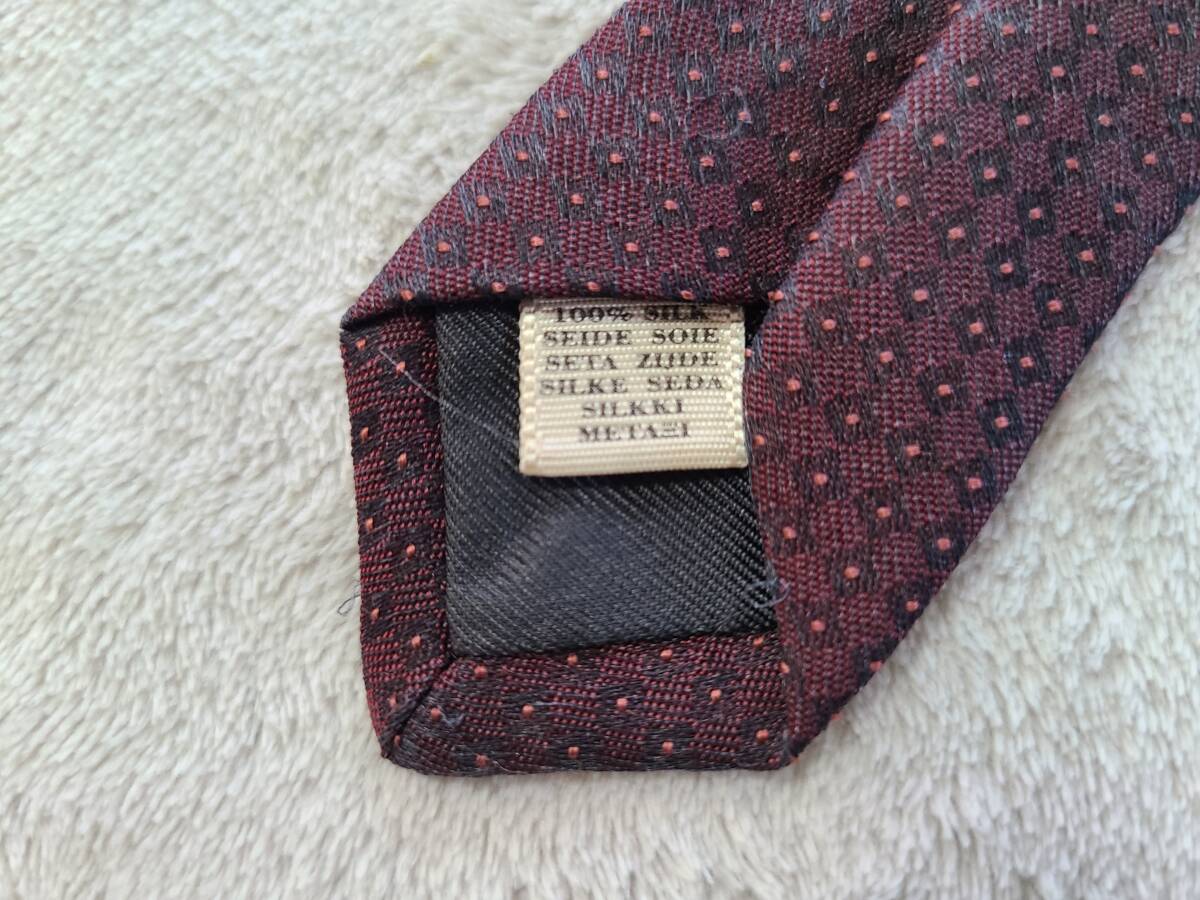 100% SILK
SEIDE SOIE
SETA ZIJDE
SILKE SEDA
SILKKI
ΜΕΤΑΞΙ